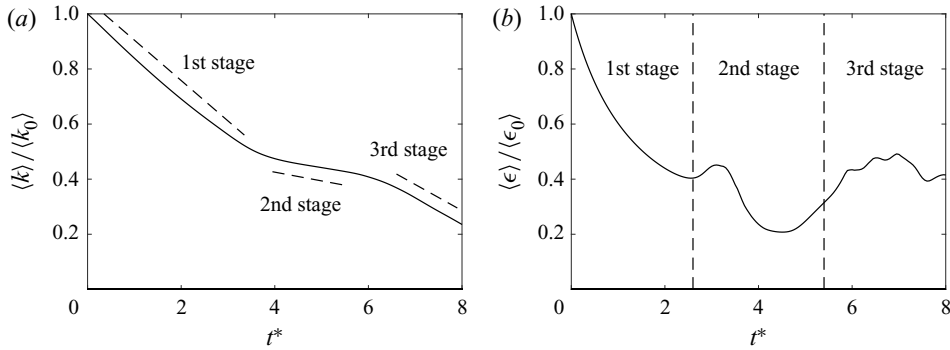 (a)
1.0
0.8
0.6
0.4
0.2
0
2
4
6
8
⟨k⟩/⟨k₀⟩
t*
1st stage
2nd stage
3rd stage
(b)
1.0
0.8
0.6
0.4
0.2
0
2
4
6
8
⟨ϵ⟩/⟨ϵ₀⟩
t*
1st stage
2nd stage
3rd stage